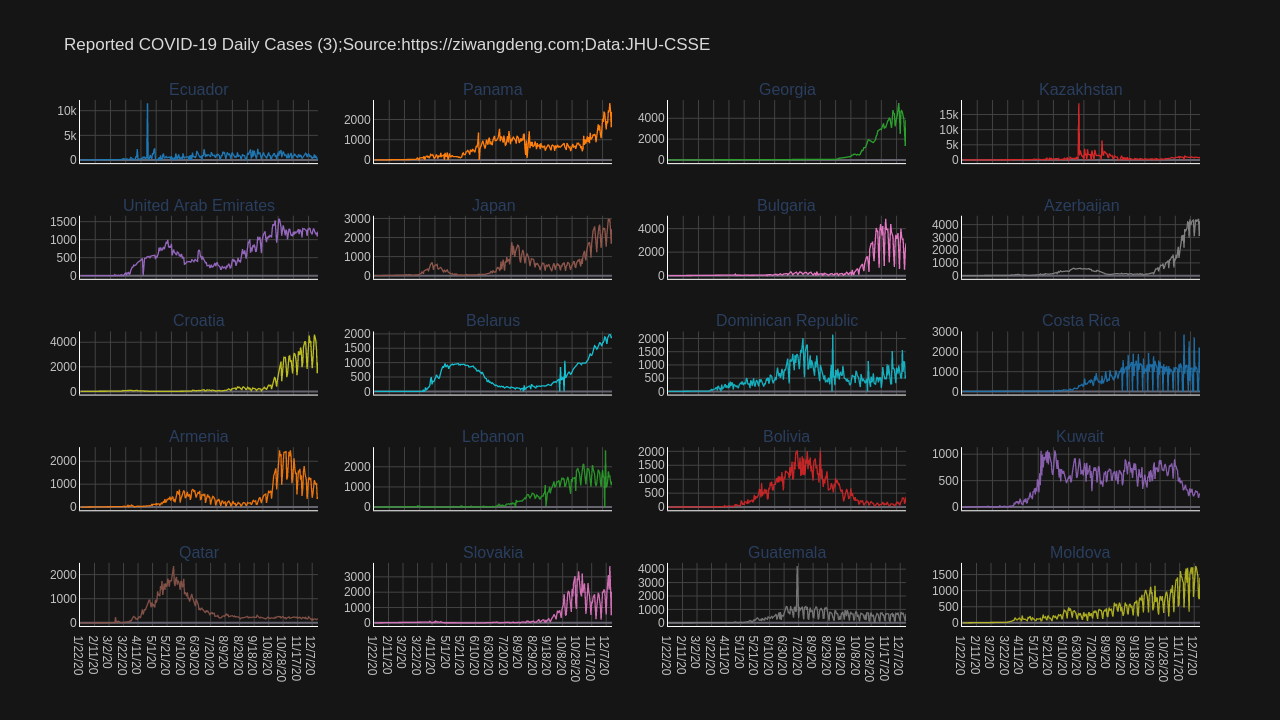 Reported COVID-19 Daily Cases (3);Source:https://ziwangdeng.com;Data:JHU-CSSE
Ecuador
10k
5k
0
Panama
2000
1000
0
Georgia
4000
2000
0
Kazakhstan
15k
10k
5k
0
United Arab Emirates
1500
1000
500
0
Japan
3000
2000
1000
0
Bulgaria
4000
2000
0
Azerbaijan
4000
3000
2000
1000
0
Croatia
4000
2000
0
Belarus
2000
1500
1000
500
0
Dominican Republic
2000
1500
1000
500
0
Costa Rica
3000
2000
1000
0
Armenia
2000
1000
0
Lebanon
2000
1000
0
Bolivia
2000
1500
1000
500
0
Kuwait
1000
500
0
Qatar
2000
1000
0
Slovakia
3000
2000
1000
0
Guatemala
4000
3000
2000
1000
0
Moldova
1500
1000
500
0
1/22/20 2/11/20 3/2/20 3/22/20 4/11/20 5/1/20 5/21/20 6/10/20 6/30/20 7/20/20 8/9/20 8/29/20 9/18/20 10/8/20 10/28/20 11/17/20 12/7/20
1/22/20 2/11/20 3/2/20 3/22/20 4/11/20 5/1/20 5/21/20 6/10/20 6/30/20 7/20/20 8/9/20 8/29/20 9/18/20 10/8/20 10/28/20 11/17/20 12/7/20
1/22/20 2/11/20 3/2/20 3/22/20 4/11/20 5/1/20 5/21/20 6/10/20 6/30/20 7/20/20 8/9/20 8/29/20 9/18/20 10/8/20 10/28/20 11/17/20 12/7/20
1/22/20 2/11/20 3/2/20 3/22/20 4/11/20 5/1/20 5/21/20 6/10/20 6/30/20 7/20/20 8/9/20 8/29/20 9/18/20 10/8/20 10/28/20 11/17/20 12/7/20